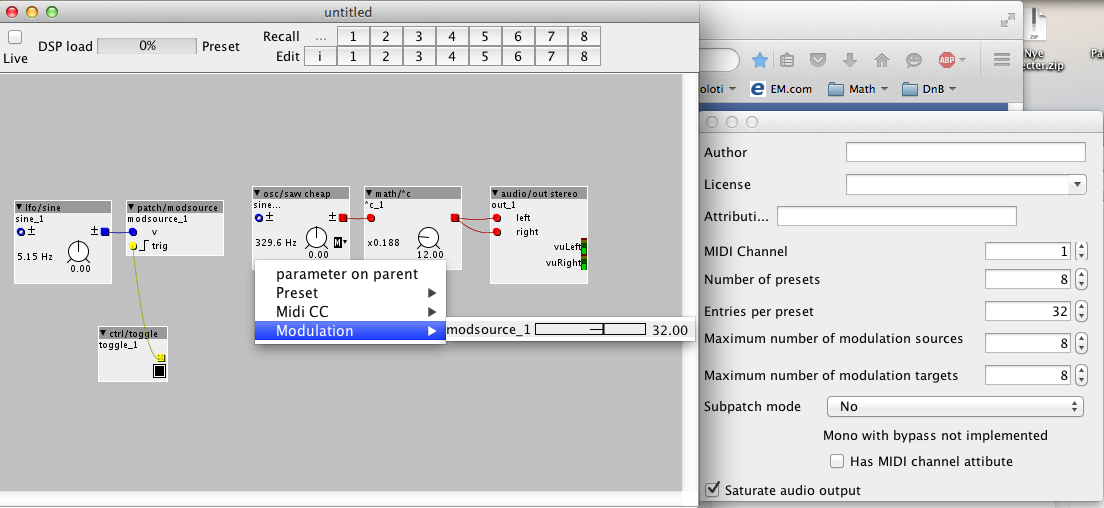 untitled
Live
DSP load
0%
Preset
Recall ... 1 2 3 4 5 6 7 8
Edit i 1 2 3 4 5 6 7 8
lfo/sine
sine_1
±
±
5.15 Hz
0.00
patch/modsource
modsource_1
v
trig
ctrl/toggle
toggle_1
osc/saw cheap
sine...
±
±
329.6 Hz
M
0.00
math/^c
^c_1
x0.188
12.00
audio/out stereo
out_1
left
right
vuLeft
vuRight
parameter on parent
Preset
Midi CC
Modulation
modsource_1
32.00
ABP
oloti
e EM.com
Math
DnB
ZIP
Nye
ecter.zip
Pa
Author
License
Attributi...
MIDI Channel 1
Number of presets 8
Entries per preset 32
Maximum number of modulation sources 8
Maximum number of modulation targets 8
Subpatch mode No
Mono with bypass not implemented
Has MIDI channel attibute
Saturate audio output